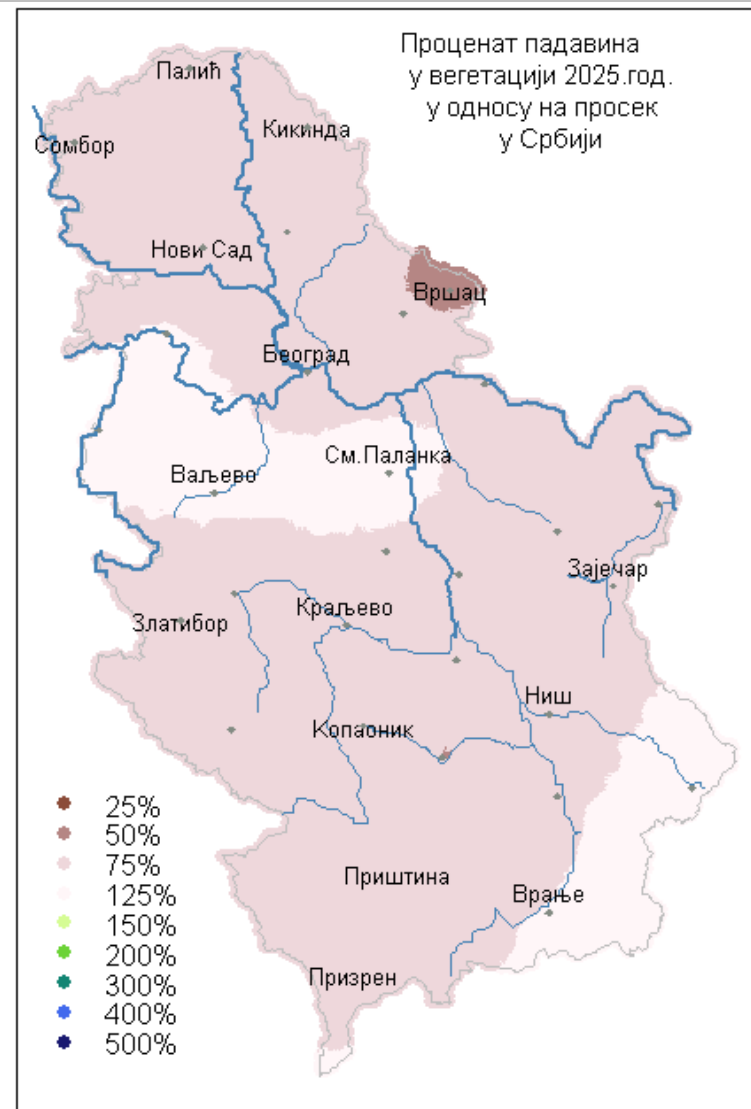 Проценат падавина
у вегетацији 2025.год.
у односу на просек
у Србији
Палић
Кикинда
Сомбор
Нови Сад
Вршац
Београд
См.Паланка
Ваљево
Зајечар
Краљево
Златибор
Ниш
Копаоник
Приштина
Врање
Призрен
25%
50%
75%
125%
150%
200%
300%
400%
500%